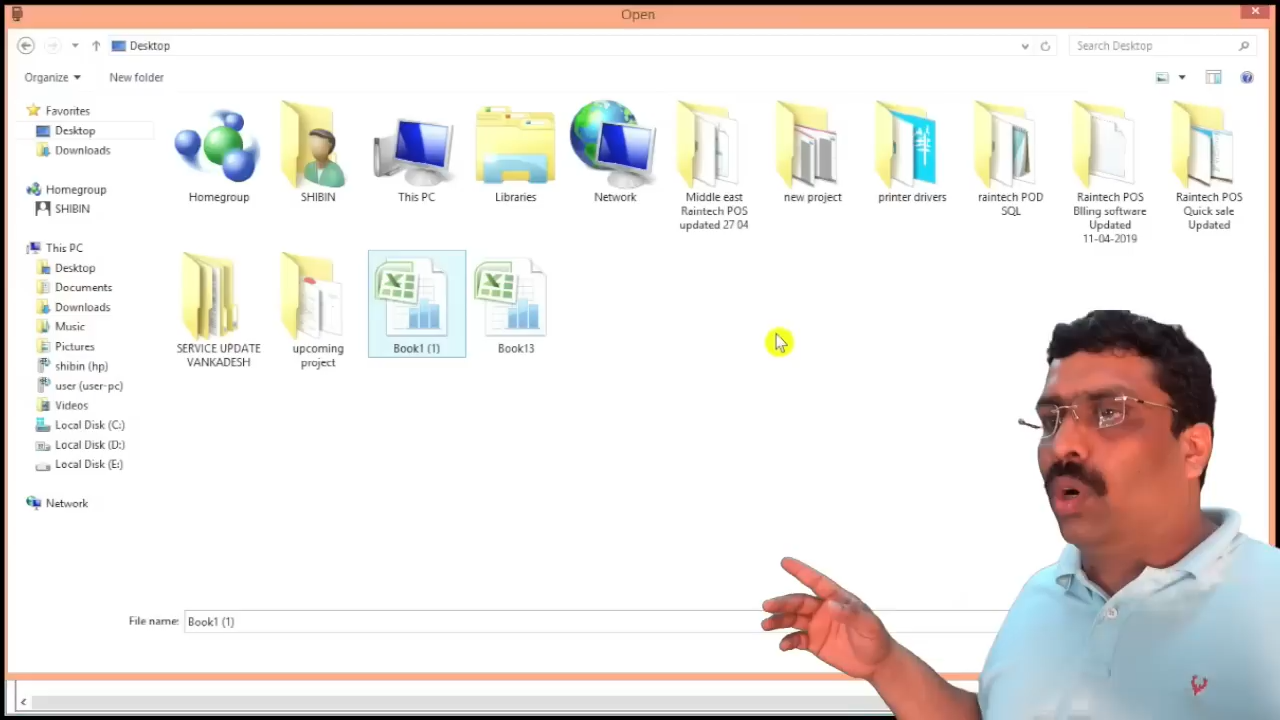 Open
Desktop
Search Desktop
Organize
New folder
Favorites
Desktop
Downloads
Homegroup
SHIBIN
This PC
Desktop
Documents
Downloads
Music
Pictures
shibin (hp)
user (user-pc)
Videos
Local Disk (C:)
Local Disk (D:)
Local Disk (E:)
Network
Homegroup
SHIBIN
This PC
Libraries
Network
Middle east
Raintech POS
updated 27 04
new project
printer drivers
raintech POD
SQL
Raintech POS
BIling software
Updated
11-04-2019
Raintech POS
Quick sale
Updated
SERVICE UPDATE
VANKADESH
upcoming
project
Book1 (1)
Book13
File name:
Book1 (1)